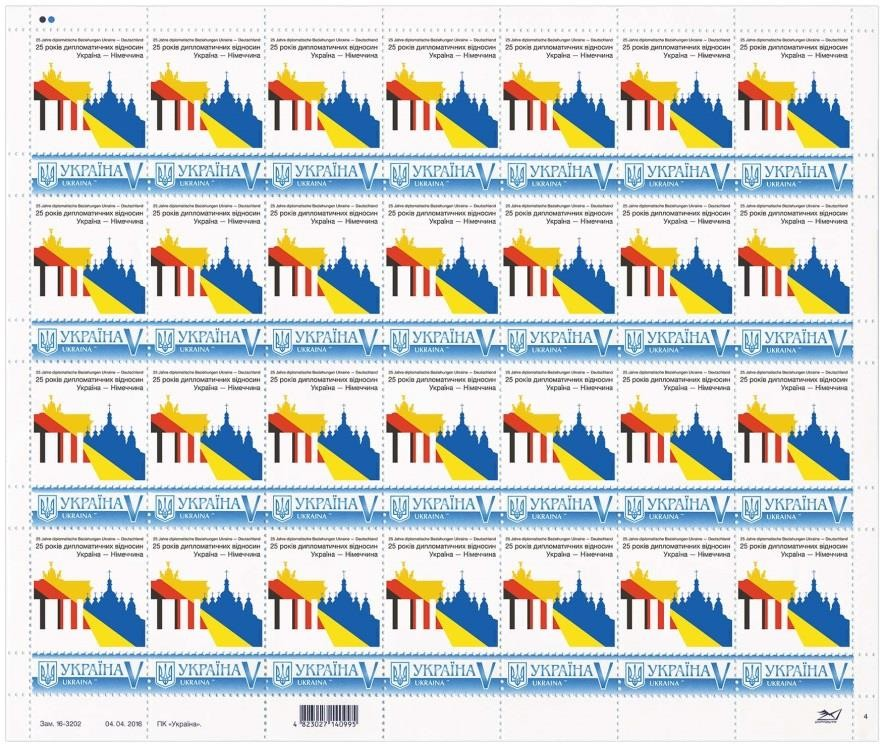 25 Jahre diplomatische Beziehungen Ukraine – Deutschland 25 Jahre diplomatische Beziehungen Ukraine – Deutschland 25 Jahre diplomatische Beziehungen Ukraine – Deutschland 25 Jahre diplomatische Beziehungen Ukraine – Deutschland 25 Jahre diplomatische Beziehungen Ukraine – Deutschland 25 Jahre diplomatische Beziehungen Ukraine – Deutschland 25 Jahre diplomatische Beziehungen Ukraine – Deutschland
25 років дипломатичних відносин 25 років дипломатичних відносин 25 років дипломатичних відносин 25 років дипломатичних відносин 25 років дипломатичних відносин 25 років дипломатичних відносин 25 років дипломатичних відносин
Україна – Німеччина Україна – Німеччина Україна – Німеччина Україна – Німеччина Україна – Німеччина Україна – Німеччина Україна – Німеччина
УКРАЇНА V УКРАЇНА V УКРАЇНА V УКРАЇНА V УКРАЇНА V УКРАЇНА V УКРАЇНА V
UKRAINA UKRAINA UKRAINA UKRAINA UKRAINA UKRAINA UKRAINA
25 Jahre diplomatische Beziehungen Ukraine – Deutschland 25 Jahre diplomatische Beziehungen Ukraine – Deutschland 25 Jahre diplomatische Beziehungen Ukraine – Deutschland 25 Jahre diplomatische Beziehungen Ukraine – Deutschland 25 Jahre diplomatische Beziehungen Ukraine – Deutschland 25 Jahre diplomatische Beziehungen Ukraine – Deutschland 25 Jahre diplomatische Beziehungen Ukraine – Deutschland
25 років дипломатичних відносин 25 років дипломатичних відносин 25 років дипломатичних відносин 25 років дипломатичних відносин 25 років дипломатичних відносин 25 років дипломатичних відносин 25 років дипломатичних відносин
Україна – Німеччина Україна – Німеччина Україна – Німеччина Україна – Німеччина Україна – Німеччина Україна – Німеччина Україна – Німеччина
УКРАЇНА V УКРАЇНА V УКРАЇНА V УКРАЇНА V УКРАЇНА V УКРАЇНА V УКРАЇНА V
UKRAINA UKRAINA UKRAINA UKRAINA UKRAINA UKRAINA UKRAINA
25 Jahre diplomatische Beziehungen Ukraine – Deutschland 25 Jahre diplomatische Beziehungen Ukraine – Deutschland 25 Jahre diplomatische Beziehungen Ukraine – Deutschland 25 Jahre diplomatische Beziehungen Ukraine – Deutschland 25 Jahre diplomatische Beziehungen Ukraine – Deutschland 25 Jahre diplomatische Beziehungen Ukraine – Deutschland 25 Jahre diplomatische Beziehungen Ukraine – Deutschland
25 років дипломатичних відносин 25 років дипломатичних відносин 25 років дипломатичних відносин 25 років дипломатичних відносин 25 років дипломатичних відносин 25 років дипломатичних відносин 25 років дипломатичних відносин
Україна – Німеччина Україна – Німеччина Україна – Німеччина Україна – Німеччина Україна – Німеччина Україна – Німеччина Україна – Німеччина
УКРАЇНА V УКРАЇНА V УКРАЇНА V УКРАЇНА V УКРАЇНА V УКРАЇНА V УКРАЇНА V
UKRAINA UKRAINA UKRAINA UKRAINA UKRAINA UKRAINA UKRAINA
25 Jahre diplomatische Beziehungen Ukraine – Deutschland 25 Jahre diplomatische Beziehungen Ukraine – Deutschland 25 Jahre diplomatische Beziehungen Ukraine – Deutschland 25 Jahre diplomatische Beziehungen Ukraine – Deutschland 25 Jahre diplomatische Beziehungen Ukraine – Deutschland 25 Jahre diplomatische Beziehungen Ukraine – Deutschland 25 Jahre diplomatische Beziehungen Ukraine – Deutschland
25 років дипломатичних відносин 25 років дипломатичних відносин 25 років дипломатичних відносин 25 років дипломатичних відносин 25 років дипломатичних відносин 25 років дипломатичних відносин 25 років дипломатичних відносин
Україна – Німеччина Україна – Німеччина Україна – Німеччина Україна – Німеччина Україна – Німеччина Україна – Німеччина Україна – Німеччина
УКРАЇНА V УКРАЇНА V УКРАЇНА V УКРАЇНА V УКРАЇНА V УКРАЇНА V УКРАЇНА V
UKRAINA UKRAINA UKRAINA UKRAINA UKRAINA UKRAINA UKRAINA
Зам. 16-3202 04.04.2016 ПК «Україна». 4 823027 140995 4